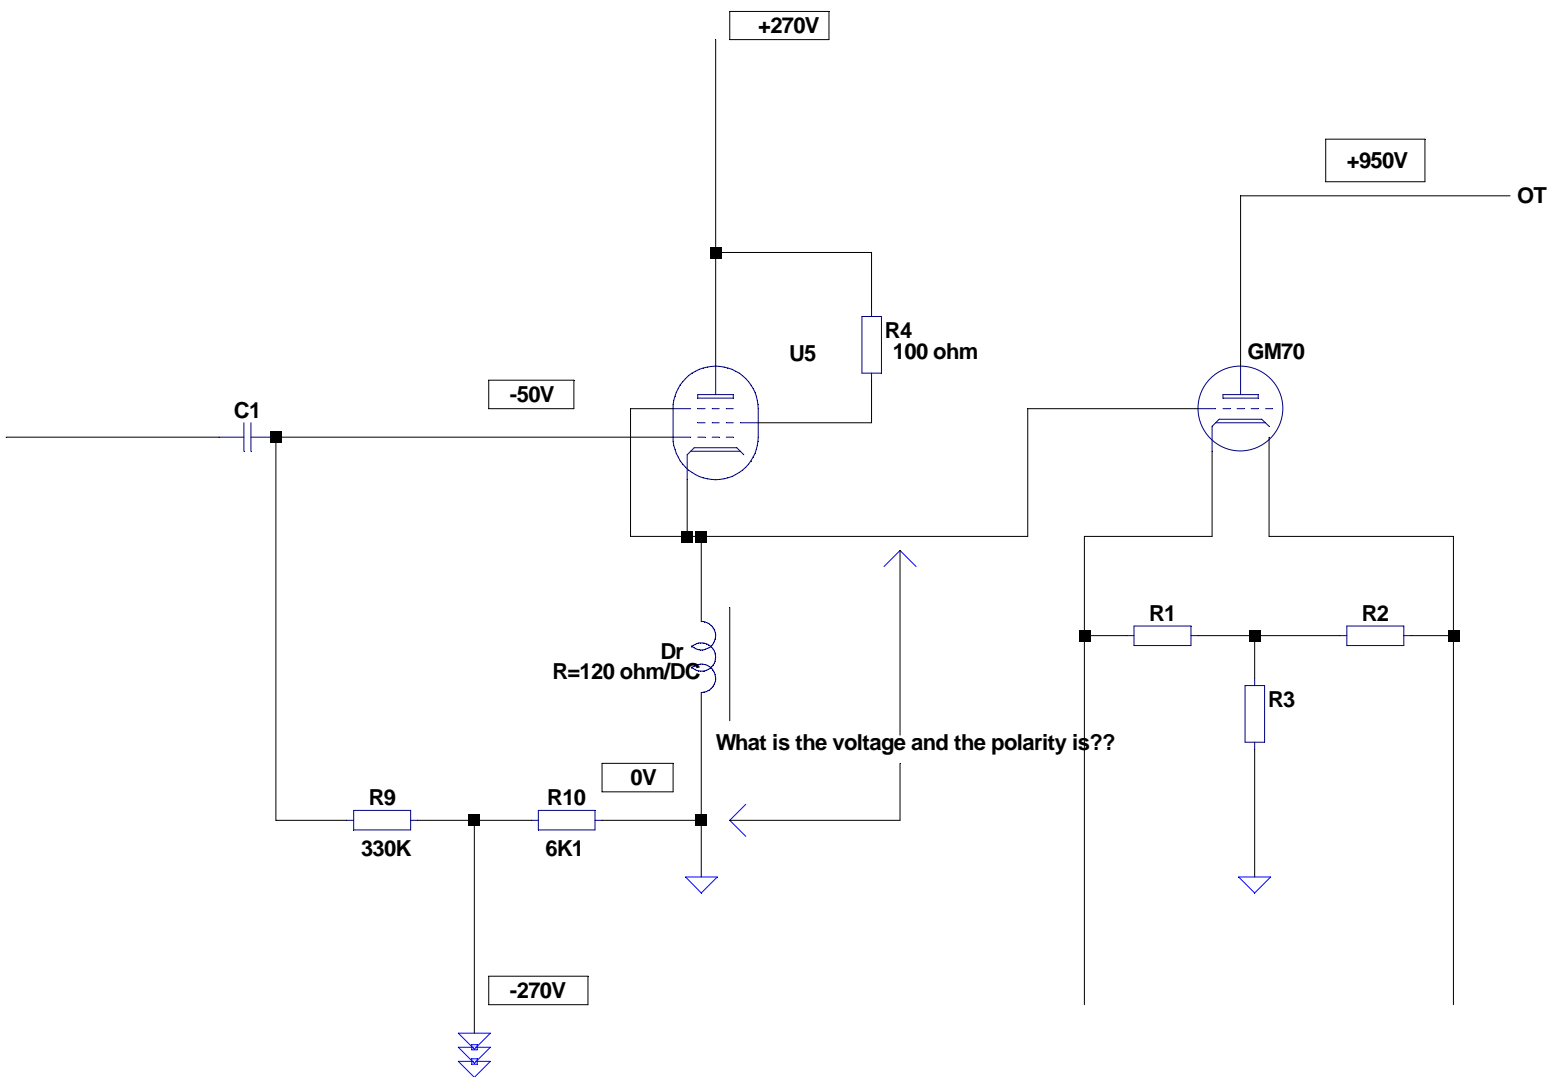 +270V
+950V
OT
R4
100 ohm
U5
GM70
-50V
C1
R1
R2
Dr
R=120 ohm/DC
R3
What is the voltage and the polarity is??
0V
R9
R10
330K
6K1
-270V